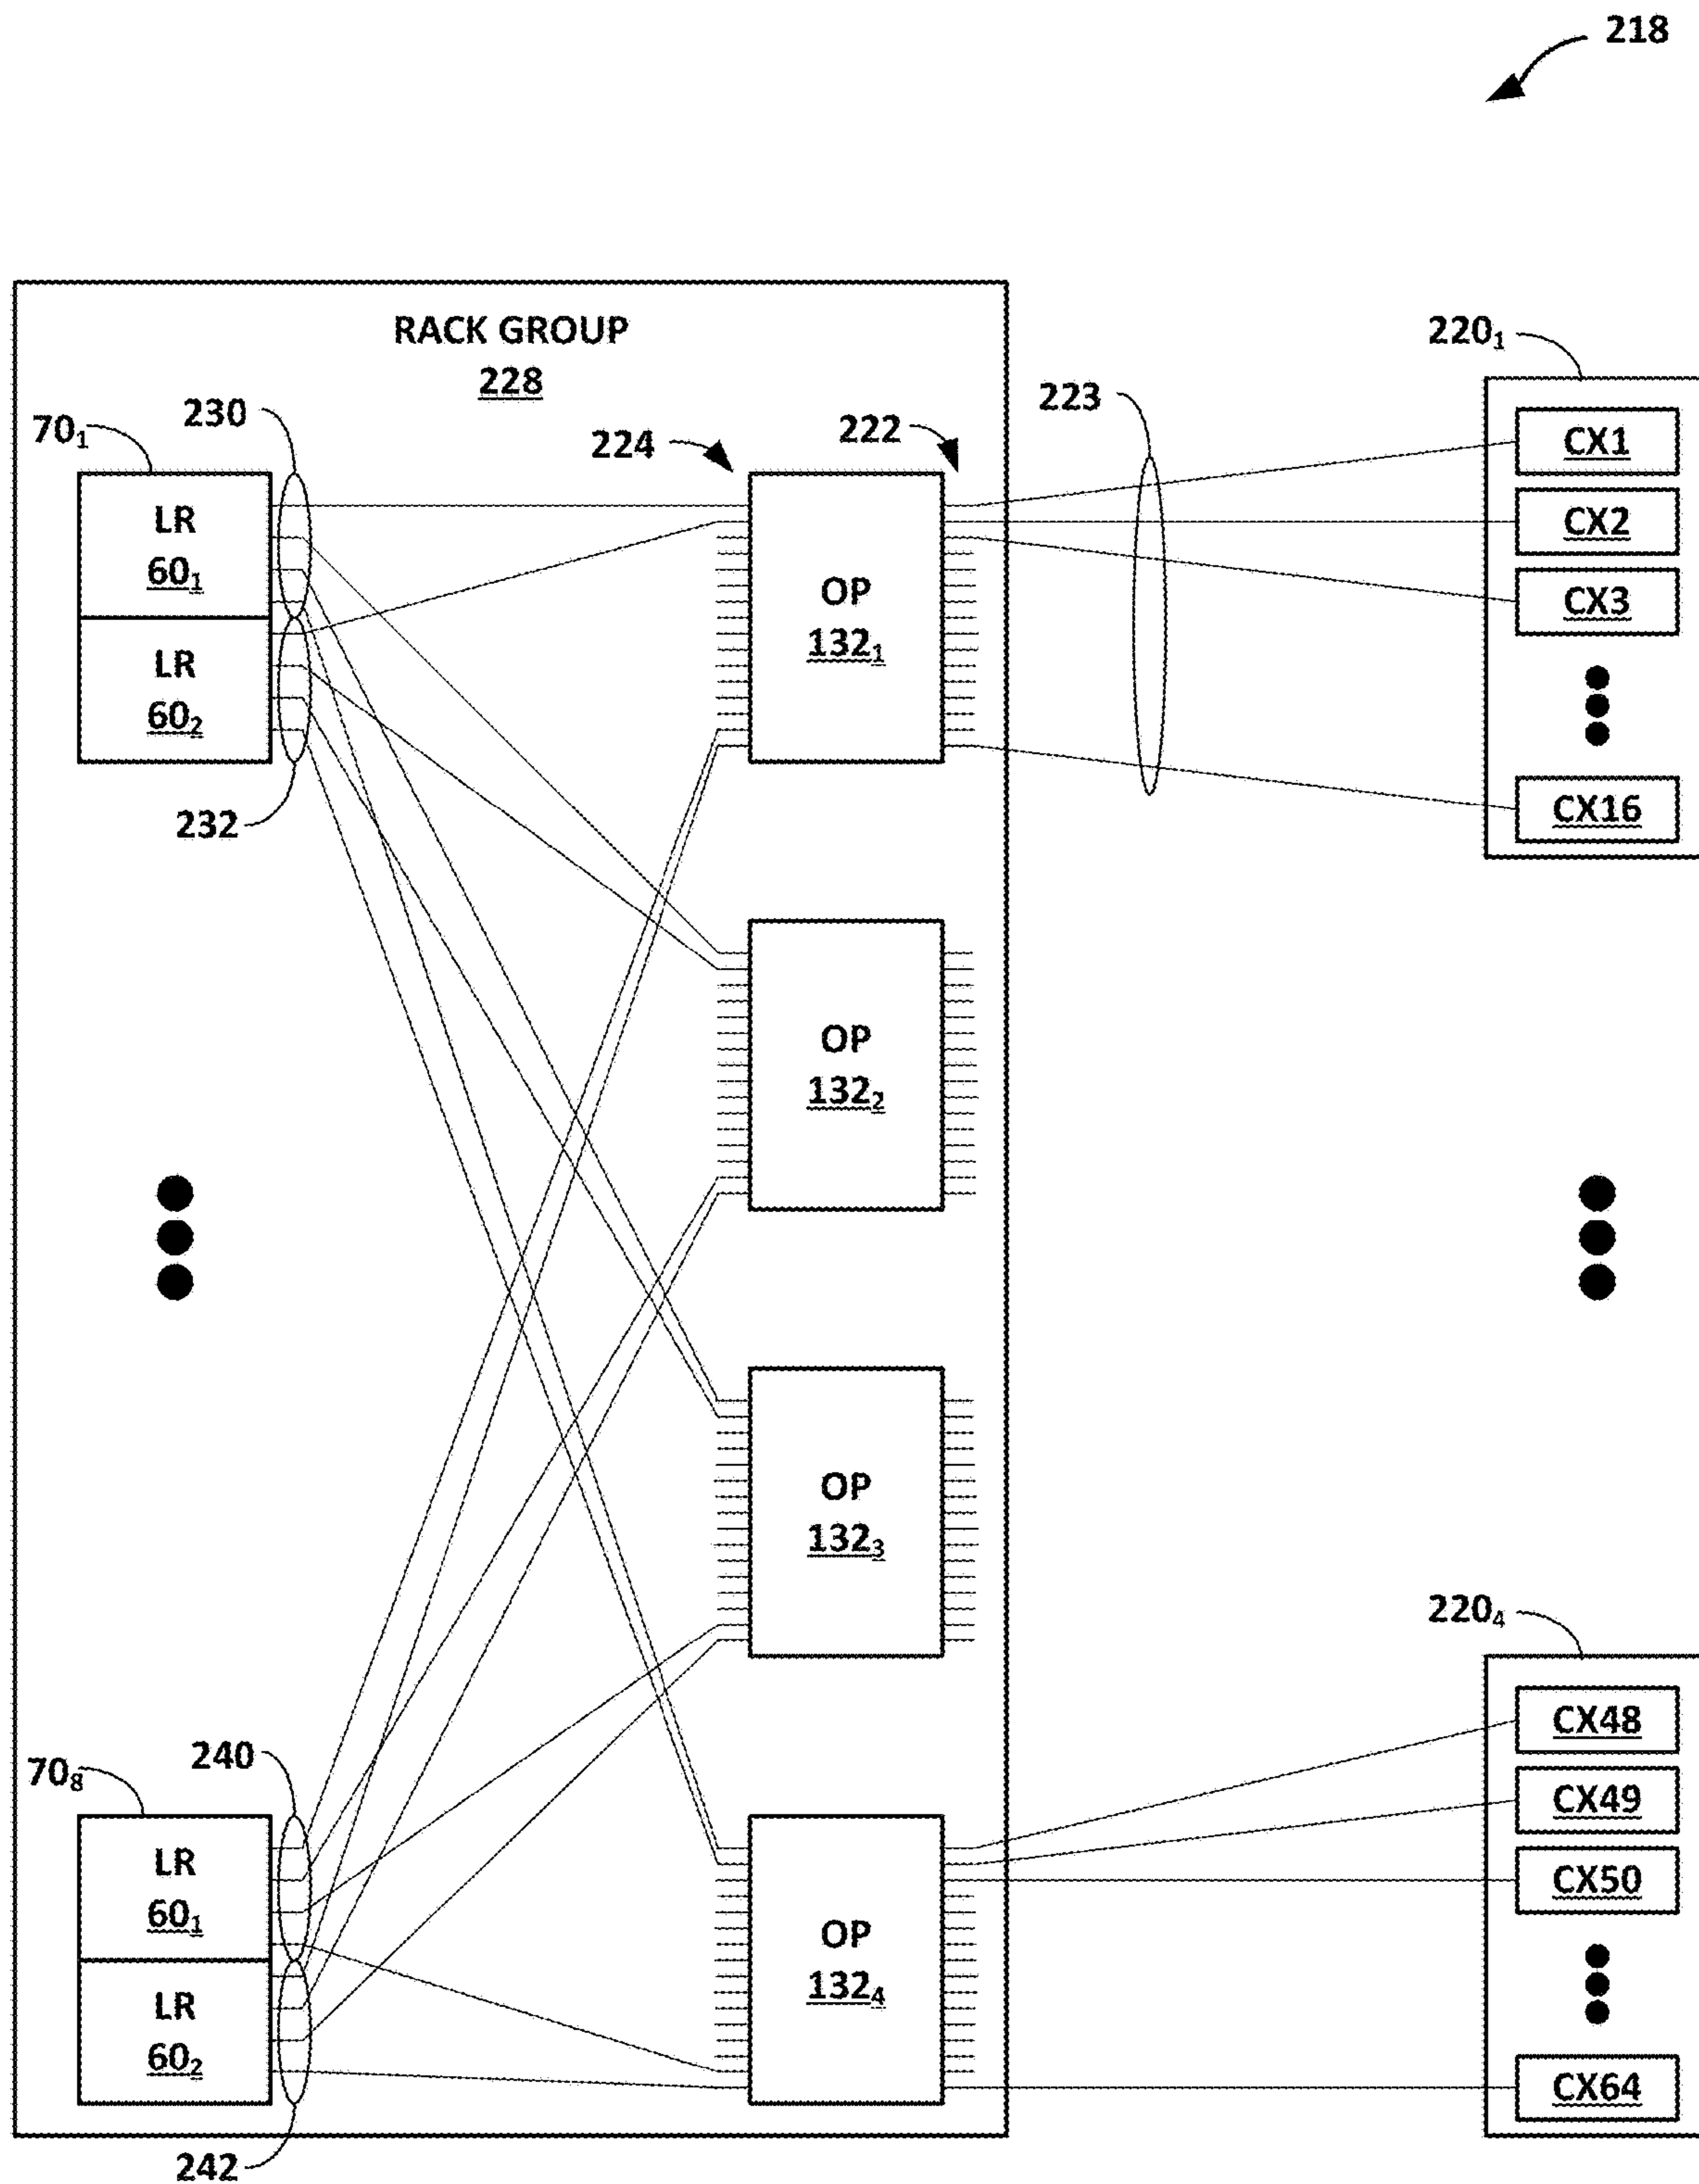 218
RACK GROUP
228
230
70₁
224
222
223
220₁
LR
60₁
LR
60₂
232
OP
132₁
CX1
CX2
CX3
CX16
OP
132₂
OP
132₃
220₄
240
70₈
LR
60₁
LR
60₂
242
OP
132₄
CX48
CX49
CX50
CX64